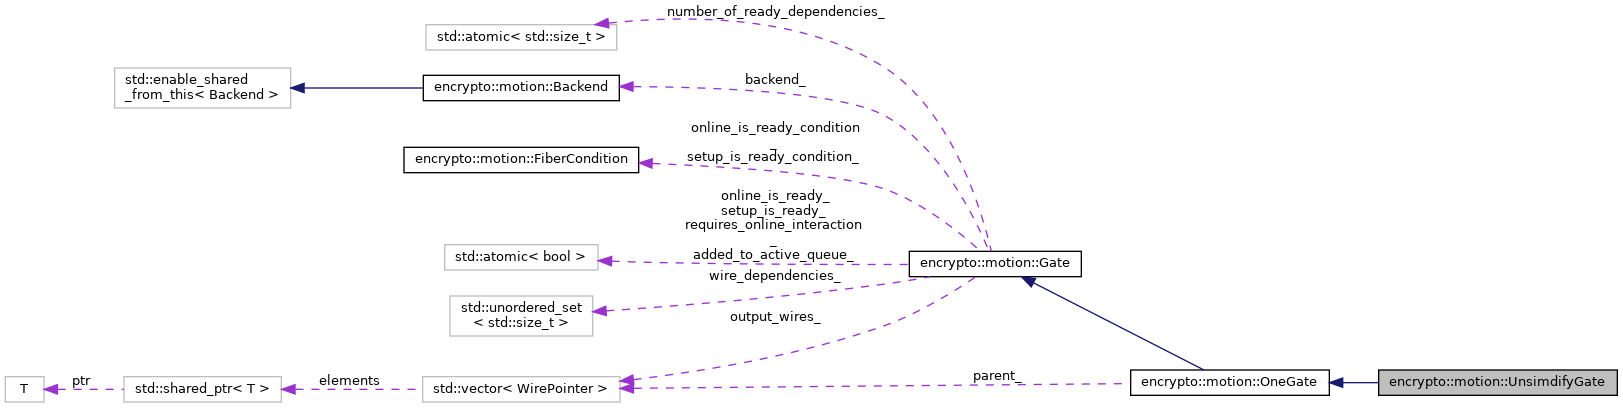 number_of_ready_dependencies_
std::atomic< std::size_t >
std::enable_shared
_from_this< Backend >
encrypto::motion::Backend
backend_
online_is_ready_condition
_
setup_is_ready_condition_
encrypto::motion::FiberCondition
online_is_ready_
setup_is_ready_
requires_online_interaction
_
added_to_active_queue_
std::atomic< bool >
encrypto::motion::Gate
wire_dependencies_
std::unordered_set
< std::size_t >
output_wires_
T
ptr
std::shared_ptr< T >
elements
std::vector< WirePointer >
parent_
encrypto::motion::OneGate
encrypto::motion::UnsimdifyGate